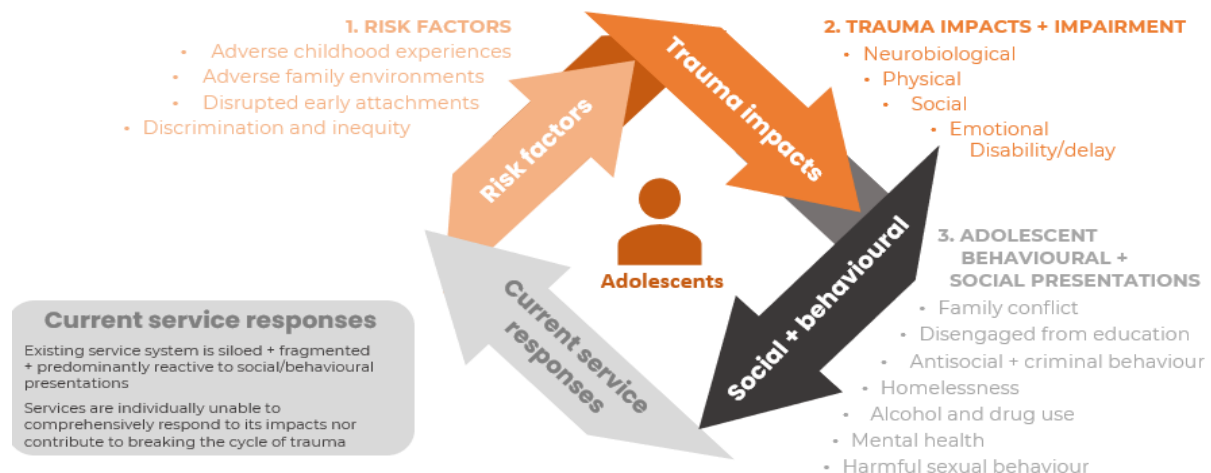 1. RISK FACTORS
• Adverse childhood experiences
• Adverse family environments
• Disrupted early attachments
• Discrimination and inequity
Risk factors
Trauma impacts
2. TRAUMA IMPACTS + IMPAIRMENT
• Neurobiological
• Physical
• Social
• Emotional
Disability/delay
Adolescents
Social + behavioural
3. ADOLESCENT
BEHAVIOURAL +
SOCIAL PRESENTATIONS
• Family conflict
• Disengaged from education
• Antisocial + criminal behaviour
• Homelessness
• Alcohol and drug use
• Mental health
• Harmful sexual behaviour
Current service
responses
Current service responses
Existing service system is siloed + fragmented
+ predominantly reactive to social/behavioural
presentations
Services are individually unable to
comprehensively respond to its impacts nor
contribute to breaking the cycle of trauma